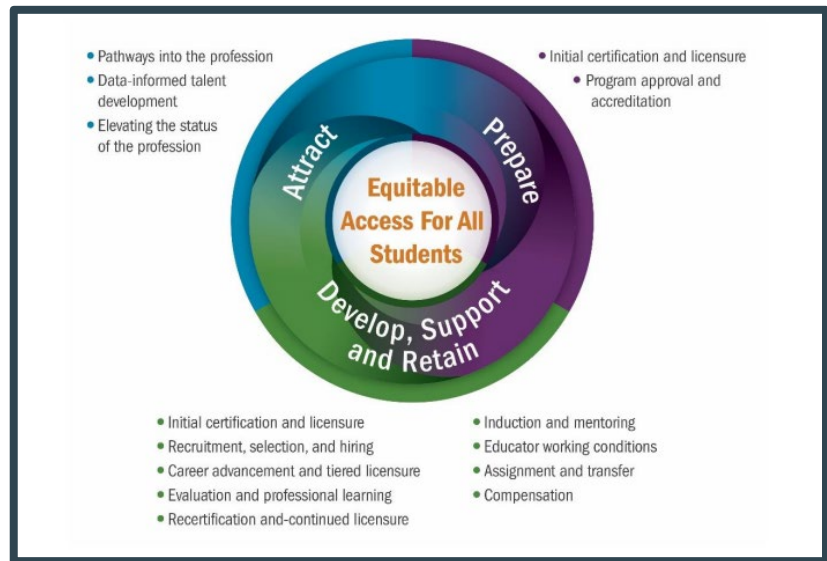 • Pathways into the profession
• Data-informed talent
development
• Elevating the status
of the profession
• Initial certification and licensure
• Program approval and
accreditation
Attract
Prepare
Equitable
Access For All
Students
Develop, Support
and Retain
• Initial certification and licensure
• Recruitment, selection, and hiring
• Career advancement and tiered licensure
• Evaluation and professional learning
• Recertification and-continued licensure
• Induction and mentoring
• Educator working conditions
• Assignment and transfer
• Compensation